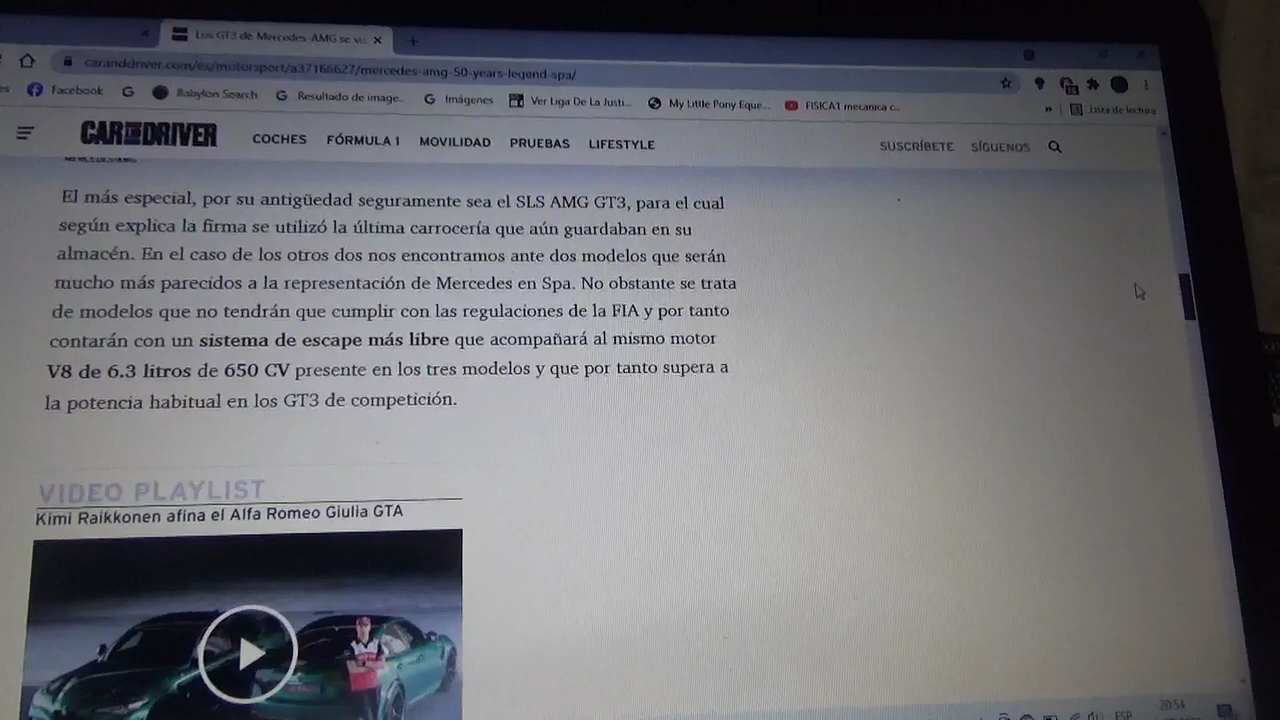 Los GT3 de Mercedes-AMG se v
caranddriver.com/es/motorsport/a37166627/mercedes-amg-50-years-legend-spa/
Facebook
Babylon Search
Resultado de image...
Imágenes
Ver Liga De La Justi...
My Little Pony Eque...
FISICA1 mecanica c...
»
Lista de lectura
CAR AND DRIVER
COCHES
FÓRMULA 1
MOVILIDAD
PRUEBAS
LIFESTYLE
SUSCRÍBETE
SÍGUENOS
El más especial, por su antigüedad seguramente sea el SLS AMG GT3, para el cual
según explica la firma se utilizó la última carrocería que aún guardaban en su
almacén. En el caso de los otros dos nos encontramos ante dos modelos que serán
mucho más parecidos a la representación de Mercedes en Spa. No obstante se trata
de modelos que no tendrán que cumplir con las regulaciones de la FIA y por tanto
contarán con un sistema de escape más libre que acompañará al mismo motor
V8 de 6.3 litros de 650 CV presente en los tres modelos y que por tanto supera a
la potencia habitual en los GT3 de competición.
VIDEO PLAYLIST
Kimi Raikkonen afina el Alfa Romeo Giulia GTA
ESP
20:54